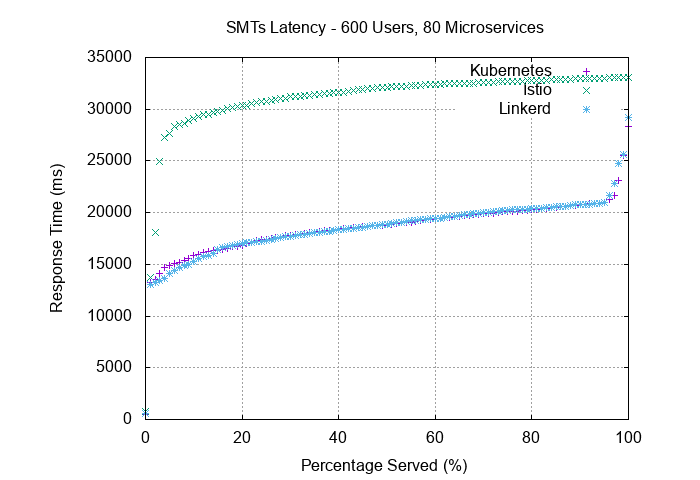 SMTs Latency - 600 Users, 80 Microservices
35000
30000
25000
20000
15000
10000
5000
0
Response Time (ms)
Kubernetes
Istio
Linkerd
0 20 40 60 80 100
Percentage Served (%)